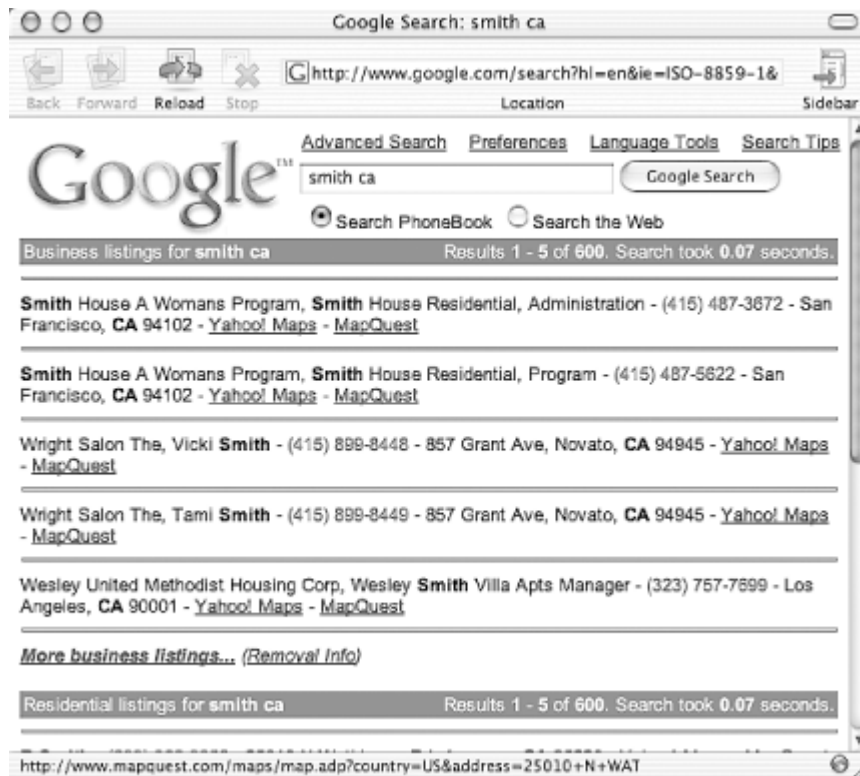 Google Search: smith ca
Back Forward Reload Stop
http://www.google.com/search?hl=en&ie=ISO-8859-1&
Location
Sidebar
Google™
Advanced Search Preferences Language Tools Search Tips
smith ca
Google Search
Search PhoneBook Search the Web
Business listings for smith ca Results 1 - 5 of 600. Search took 0.07 seconds.
Smith House A Womans Program, Smith House Residential, Administration - (415) 487-3672 - San
Francisco, CA 94102 - Yahoo! Maps - MapQuest
Smith House A Womans Program, Smith House Residential, Program - (415) 487-5622 - San
Francisco, CA 94102 - Yahoo! Maps - MapQuest
Wright Salon The, Vicki Smith - (415) 899-8448 - 857 Grant Ave, Novato, CA 94945 - Yahoo! Maps
- MapQuest
Wright Salon The, Tami Smith - (415) 899-8449 - 857 Grant Ave, Novato, CA 94945 - Yahoo! Maps
- MapQuest
Wesley United Methodist Housing Corp, Wesley Smith Villa Apts Manager - (323) 757-7699 - Los
Angeles, CA 90001 - Yahoo! Maps - MapQuest
More business listings... (Removal Info)
Residential listings for smith ca Results 1 - 5 of 600. Search took 0.07 seconds.
http://www.mapquest.com/maps/map.adp?country=US&address=25010+N+WAT